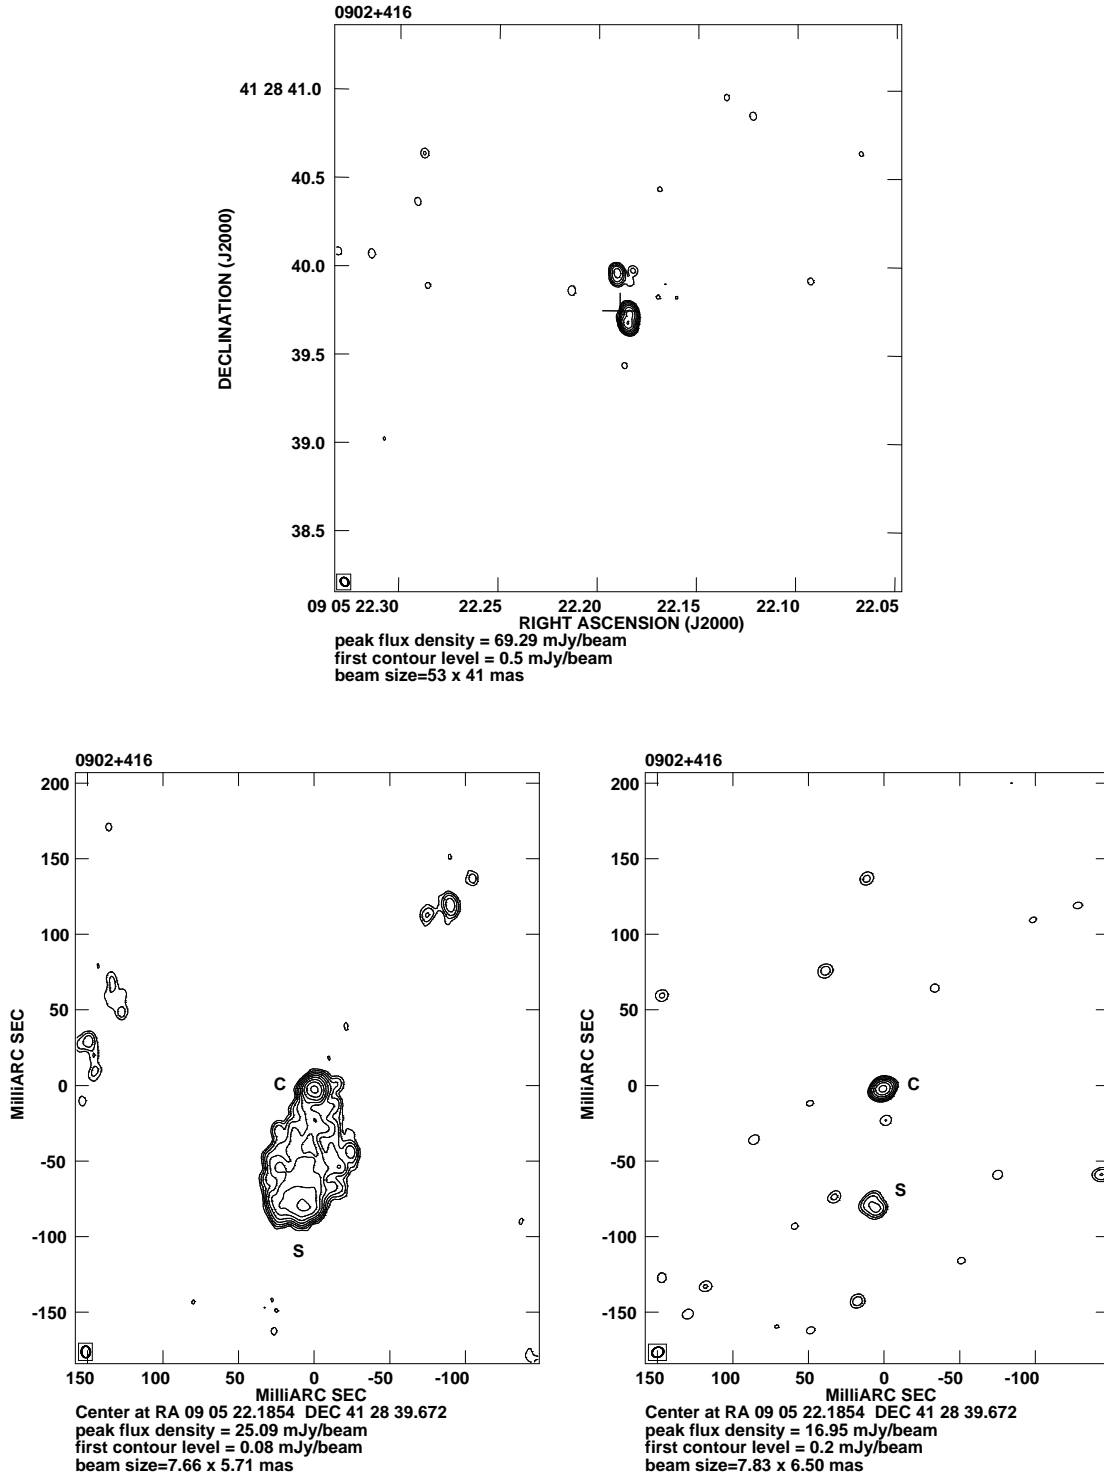 0902+416
41 28 41.0
40.5
40.0
39.5
39.0
38.5
DECLINATION (J2000)
09 05 22.30 22.25 22.20 22.15 22.10 22.05
RIGHT ASCENSION (J2000)
peak flux density = 69.29 mJy/beam
first contour level = 0.5 mJy/beam
beam size=53 x 41 mas
0902+416
200
150
100
50
0
-50
-100
-150
MilliARC SEC
C
S
150 100 50 0 -50 -100
MilliARC SEC
Center at RA 09 05 22.1854 DEC 41 28 39.672
peak flux density = 25.09 mJy/beam
first contour level = 0.08 mJy/beam
beam size=7.66 x 5.71 mas
0902+416
200
150
100
50
0
-50
-100
-150
MilliARC SEC
C
S
150 100 50 0 -50 -100
MilliARC SEC
Center at RA 09 05 22.1854 DEC 41 28 39.672
peak flux density = 16.95 mJy/beam
first contour level = 0.2 mJy/beam
beam size=7.83 x 6.50 mas